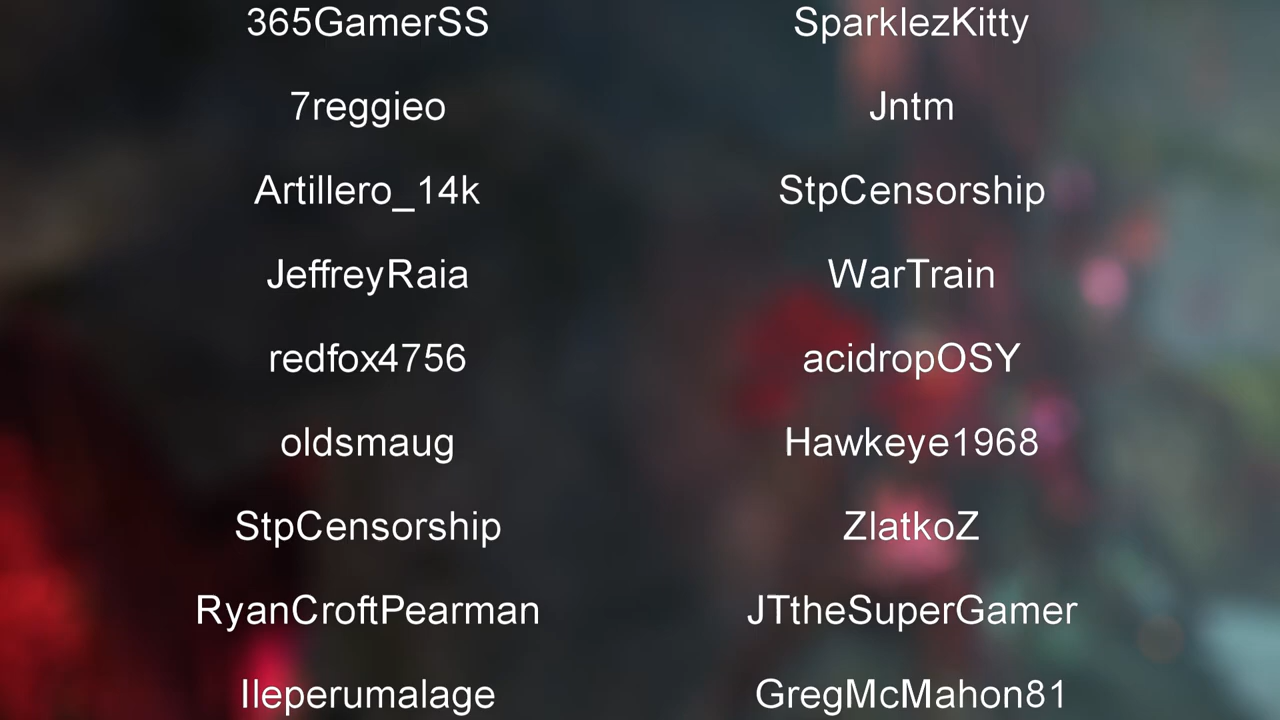 365GamerSS
SparklezKitty
7reggieo
Jntm
Artillero_14k
StpCensorship
JeffreyRaia
WarTrain
redfox4756
acidropOSY
oldsmaug
Hawkeye1968
StpCensorship
ZlatkoZ
RyanCroftPearman
JTtheSuperGamer
Ileperumalage
GregMcMahon81